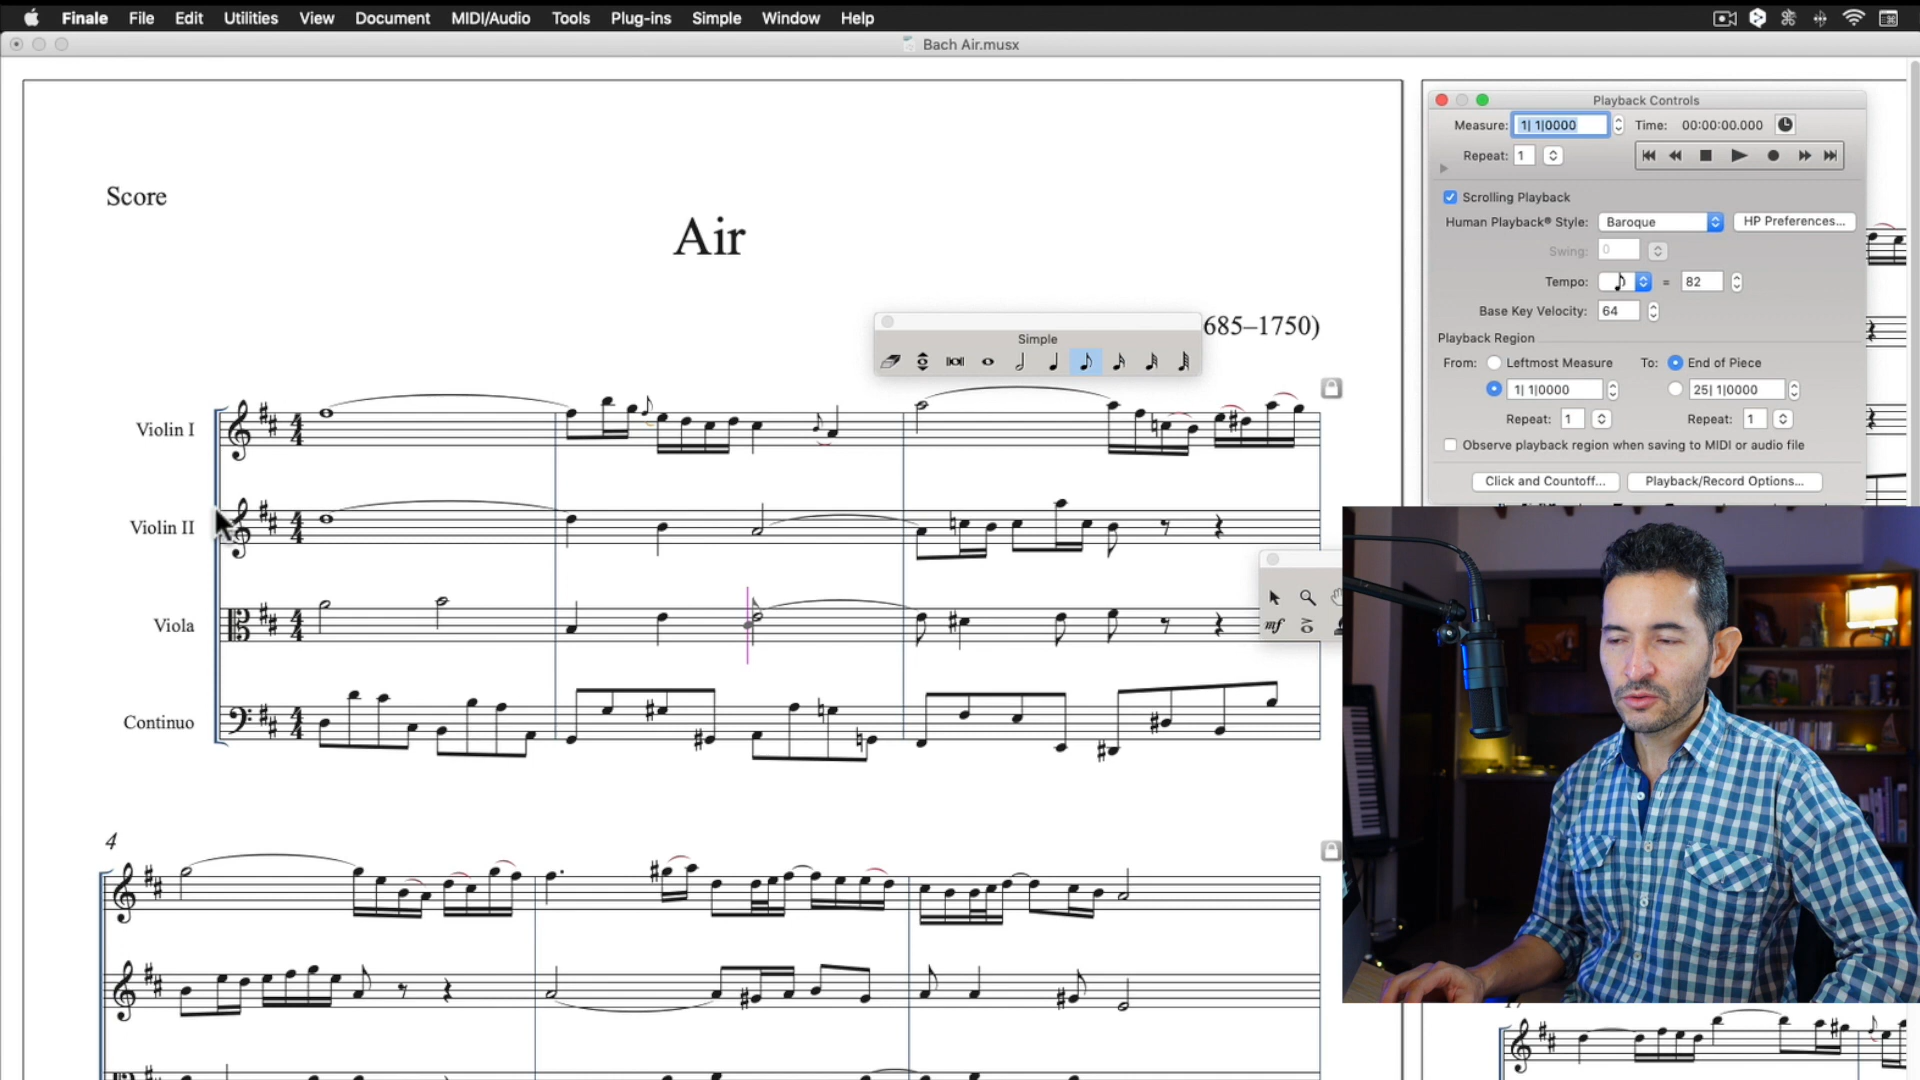 Finale File Edit Utilities View Document MIDI/Audio Tools Plug-ins Simple Window Help
Bach Air.musx
Score
Air
685–1750)
Simple
Violin I
Violin II
Viola
Continuo
4
mf
Playback Controls
Measure: 1| 1|0000 Time: 00:00:00.000
Repeat: 1
Scrolling Playback
Human Playback® Style: Baroque HP Preferences...
Swing: 0
Tempo: = 82
Base Key Velocity: 64
Playback Region
From: Leftmost Measure To: End of Piece
1| 1|0000 25| 1|0000
Repeat: 1 Repeat: 1
Observe playback region when saving to MIDI or audio file
Click and Countoff... Playback/Record Options...